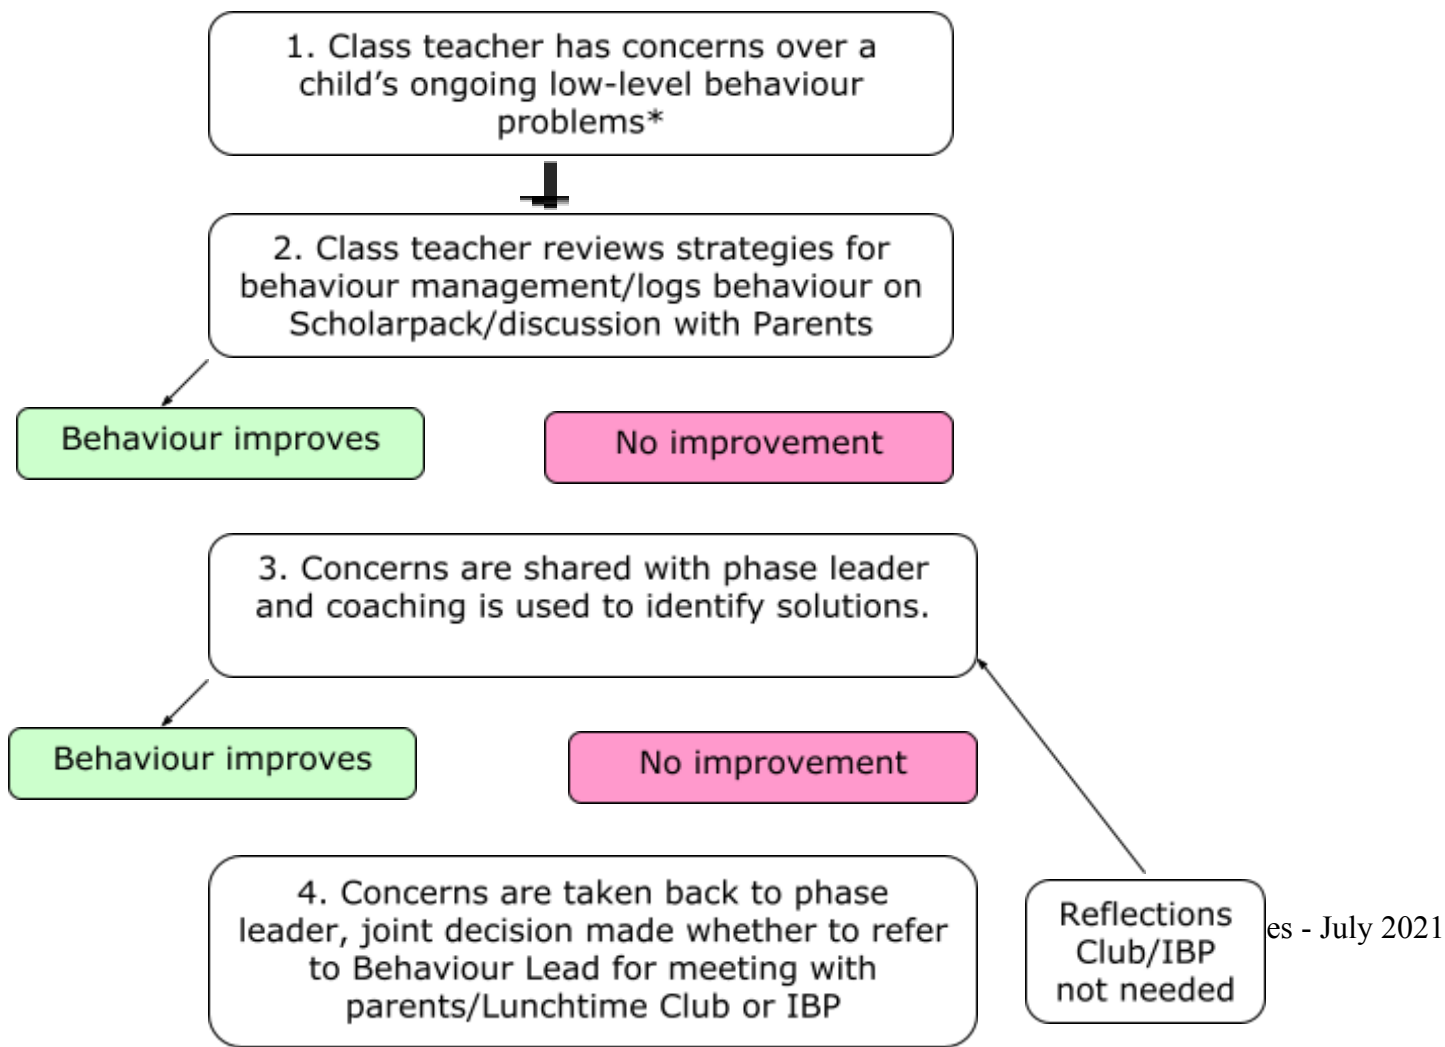 1. Class teacher has concerns over a
child's ongoing low-level behaviour
problems*
2. Class teacher reviews strategies for
behaviour management/logs behaviour on
Scholarpack/discussion with Parents
Behaviour improves
No improvement
3. Concerns are shared with phase leader
and coaching is used to identify solutions.
Behaviour improves
No improvement
4. Concerns are taken back to phase
leader, joint decision made whether to refer
to Behaviour Lead for meeting with
parents/Lunchtime Club or IBP
Reflections
Club/IBP
not needed
es - July 2021